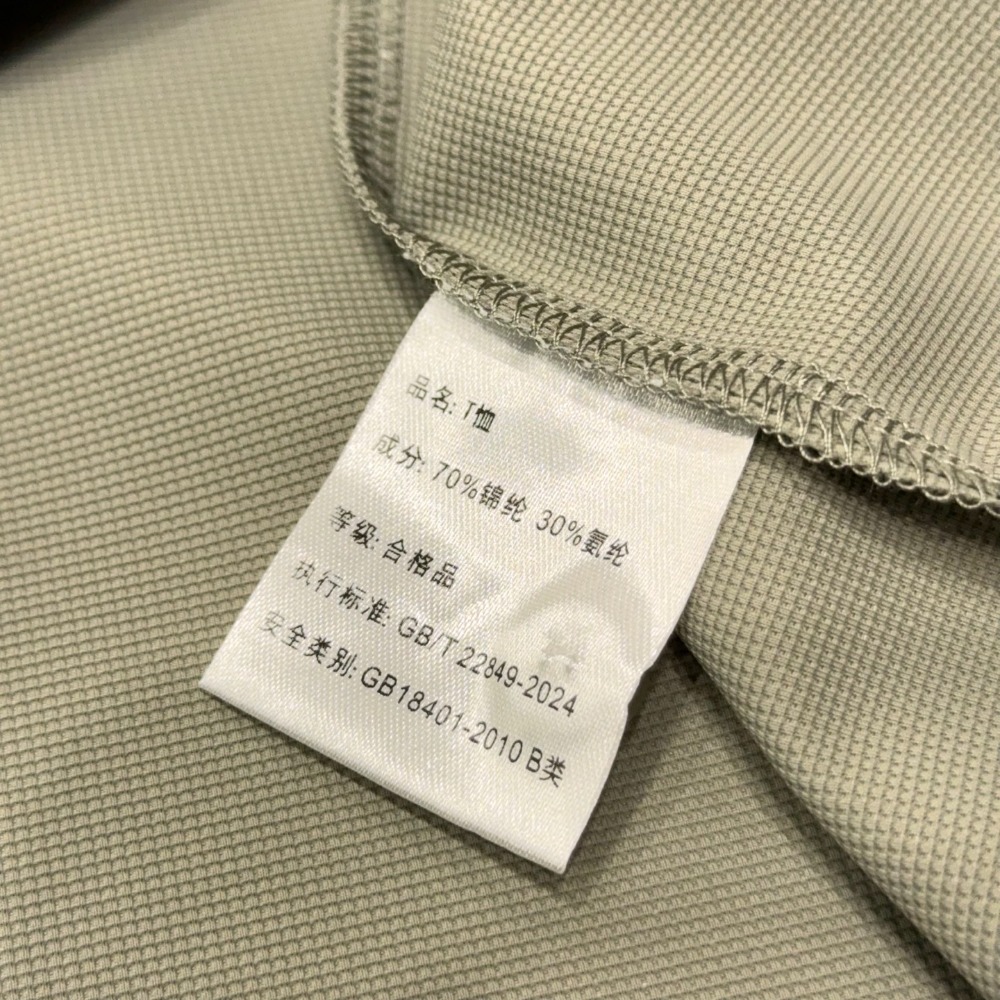 品名: T恤
成分: 70%锦纶 30%氨纶
等级: 合格品
执行标准: GB/T 22849-2024
安全类别: GB18401-2010 B类